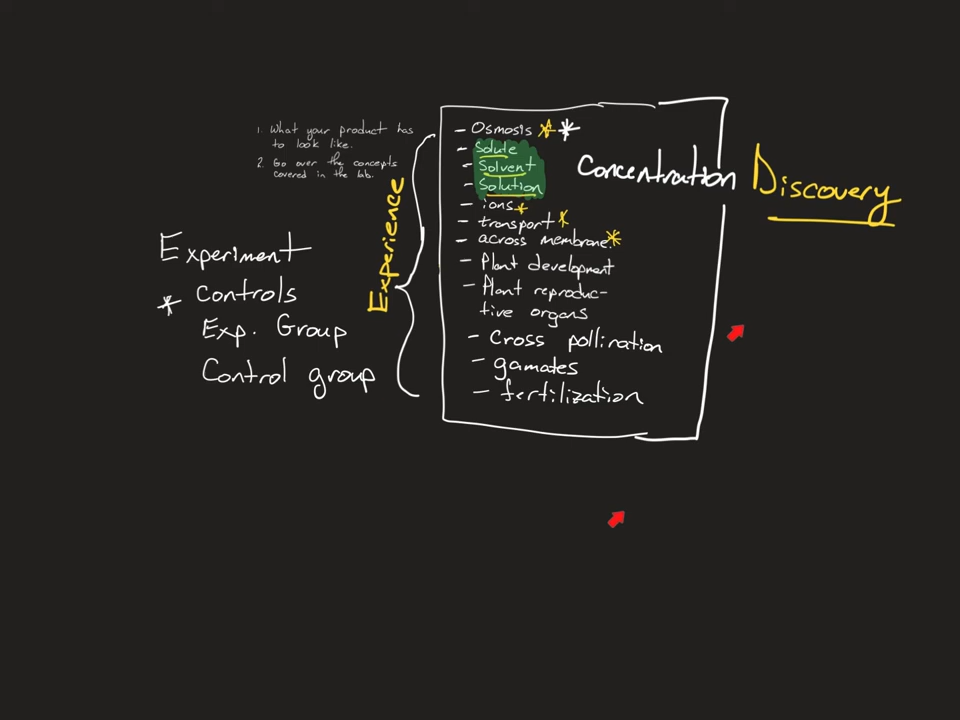 1. What your product has
to look like.
2. Go over the concepts
covered in the lab.
Experiment
* Controls
Exp. Group
Control group
Experience
- Osmosis * *
- Solute
- Solvent
- Solution
- ions *
- transport *
- across membrane. *
- Plant development
- Plant reproduc-
tive organs
- Cross pollination
- gamates
- fertilization
Concentration
Discovery